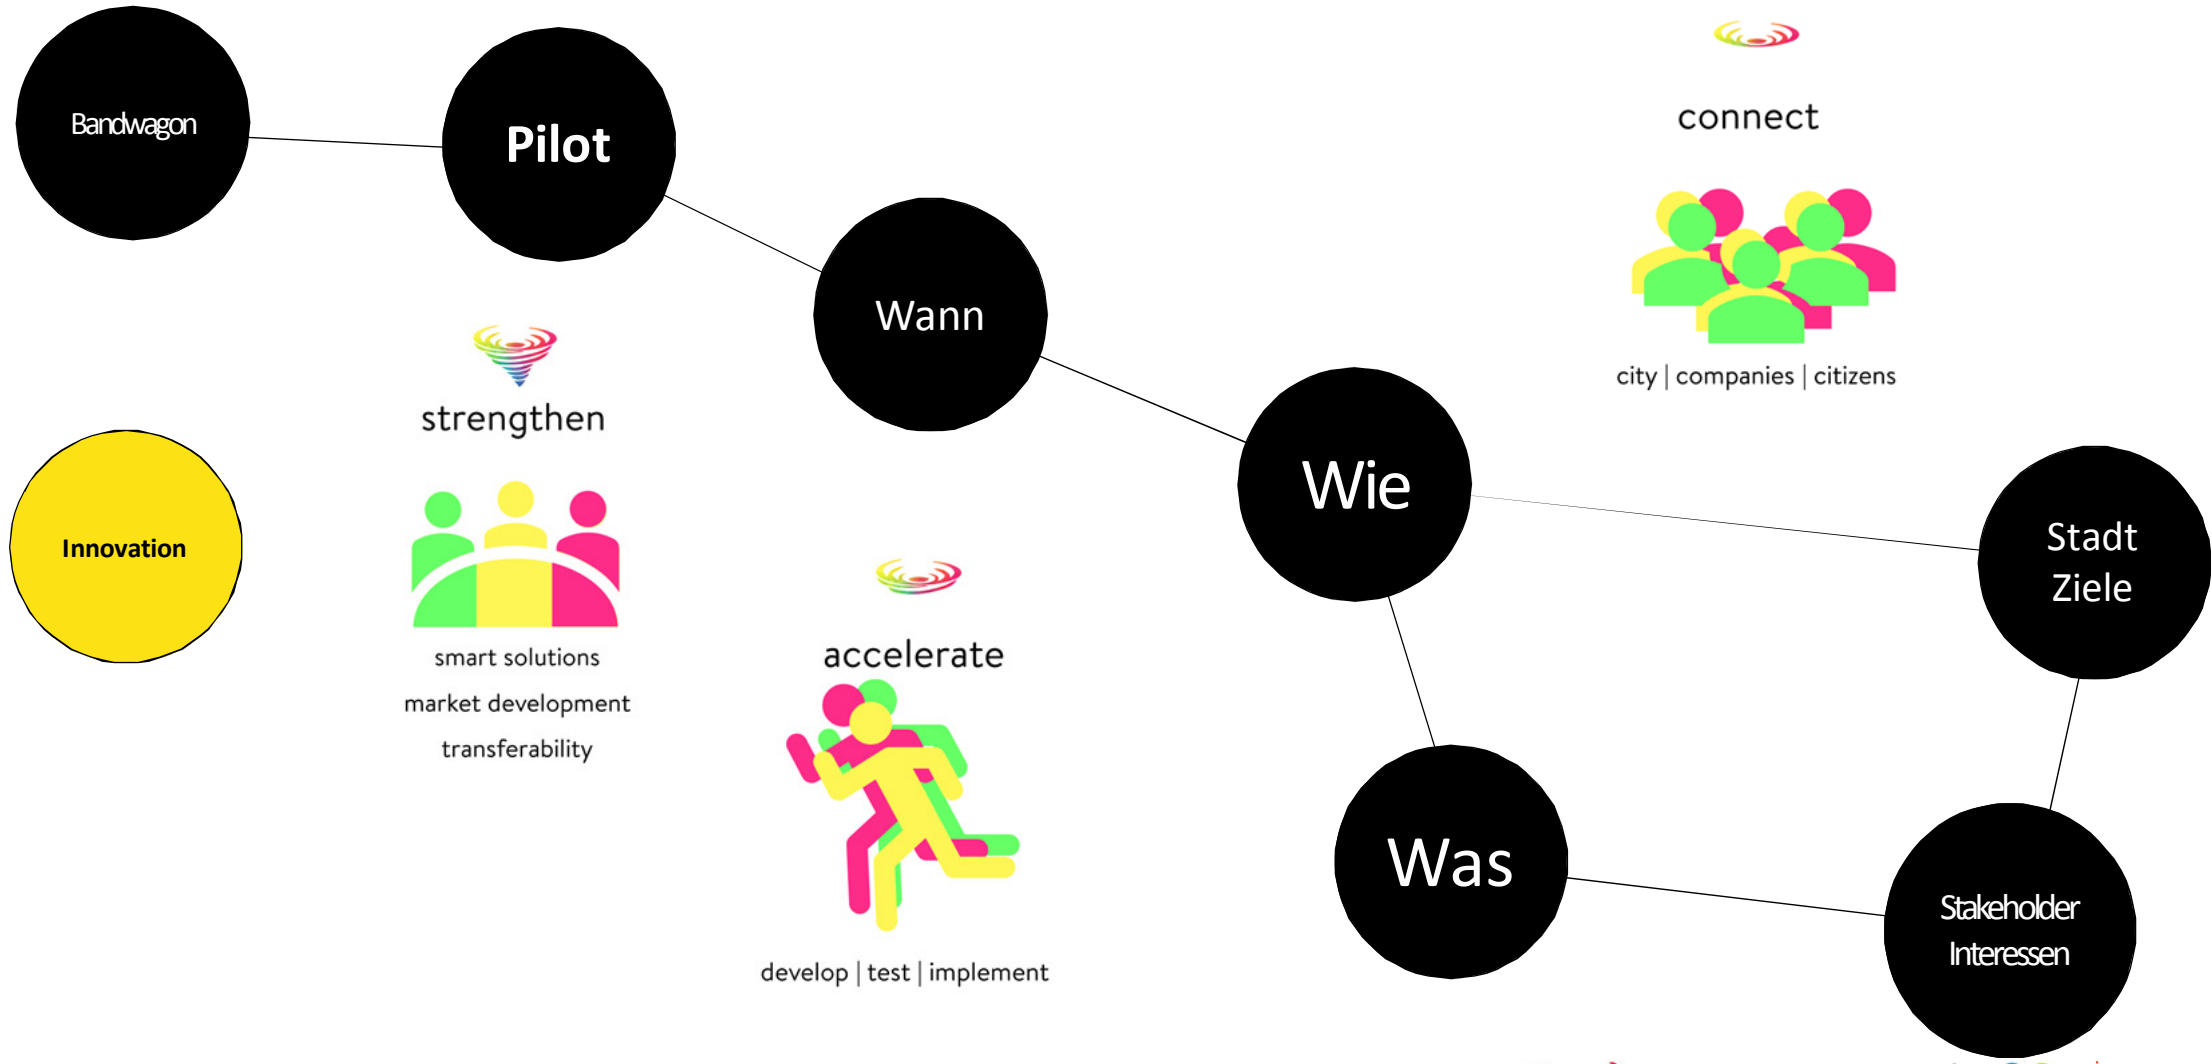 Bandwagon
Pilot
Wann
connect
city | companies | citizens
strengthen
smart solutions
market development
transferability
Innovation
accelerate
develop | test | implement
Wie
Stadt
Ziele
Was
Stakeholder
Interessen